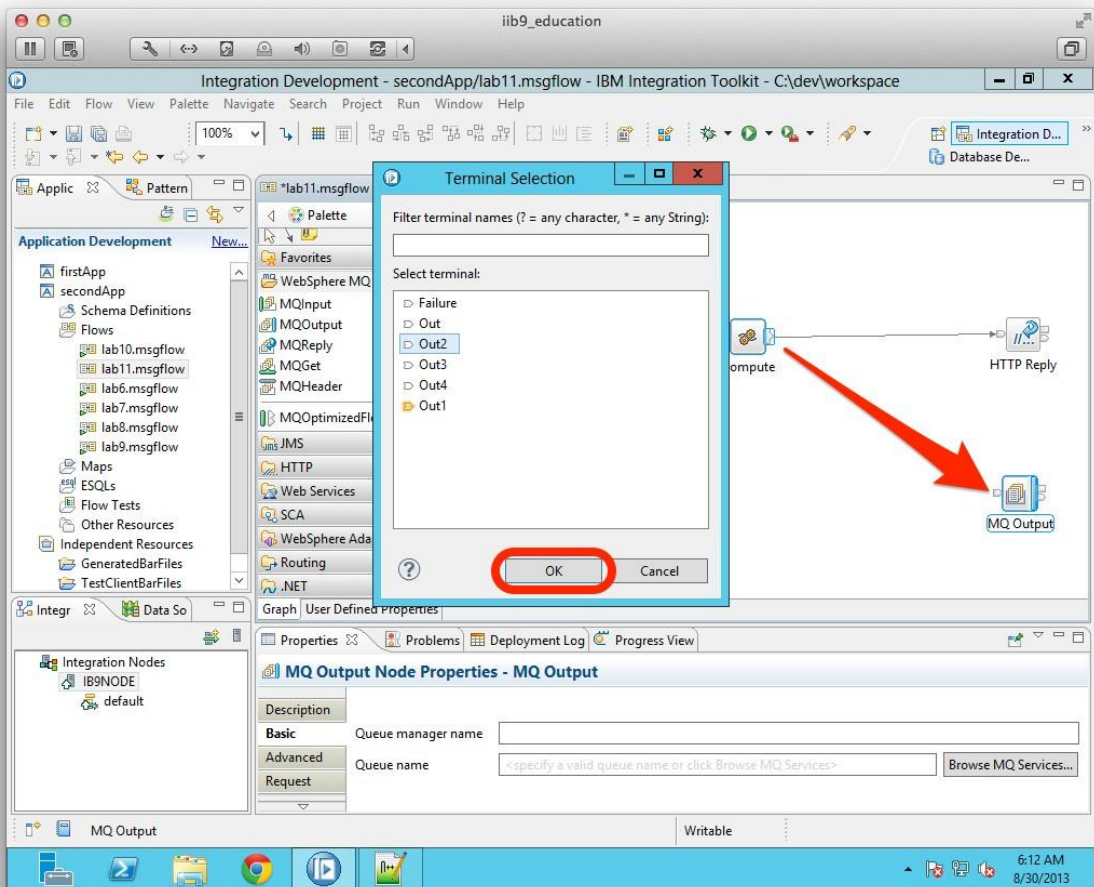 iib9_education
Integration Development - secondApp/lab11.msgflow - IBM Integration Toolkit - C:\dev\workspace
File Edit Flow View Palette Navigate Search Project Run Window Help
100%
Integration D...
Database De...
Applic
Pattern
Application Development
New...
firstApp
secondApp
Schema Definitions
Flows
lab10.msgflow
lab11.msgflow
lab6.msgflow
lab7.msgflow
lab8.msgflow
lab9.msgflow
Maps
ESQLs
Flow Tests
Other Resources
Independent Resources
GeneratedBarFiles
TestClientBarFiles
*lab11.msgflow
Palette
Favorites
WebSphere MQ
MQInput
MQOutput
MQReply
MQGet
MQHeader
MQOptimizedFl
JMS
HTTP
Web Services
SCA
WebSphere Ada
Routing
.NET
Graph User Defined Properties
Terminal Selection
Filter terminal names (? = any character, * = any String):
Select terminal:
Failure
Out
Out2
Out3
Out4
Out1
OK
Cancel
ompute
HTTP Reply
MQ Output
Integr
Data So
Integration Nodes
IB9NODE
default
Properties
Problems
Deployment Log
Progress View
MQ Output Node Properties - MQ Output
Description
Basic
Advanced
Request
Queue manager name
Queue name
<specify a valid queue name or click Browse MQ Services>
Browse MQ Services...
MQ Output
Writable
6:12 AM
8/30/2013